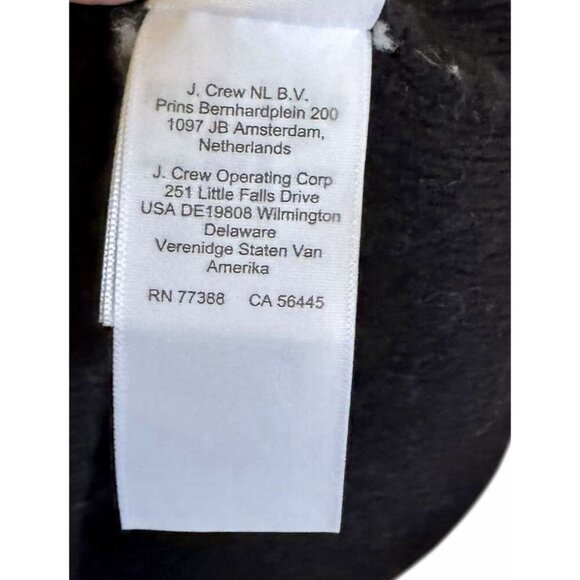 J. Crew NL B.V.
Prins Bernhardplein 200
1097 JB Amsterdam,
Netherlands
J. Crew Operating Corp
251 Little Falls Drive
USA DE19808 Wilmington
Delaware
Verenidge Staten Van
Amerika
RN 77388 CA 56445